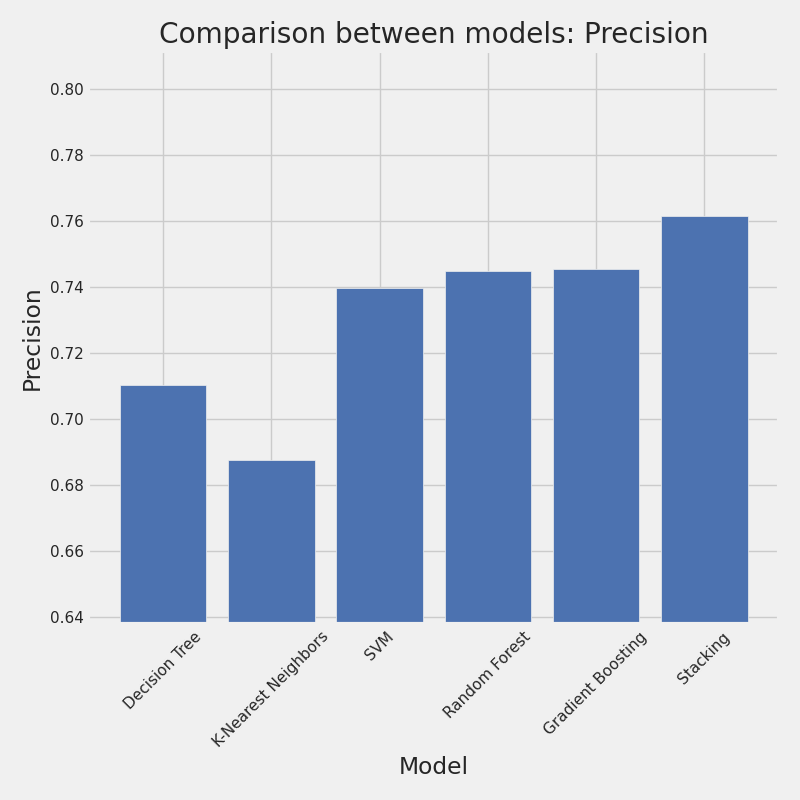 Comparison between models: Precision
Precision
0.80
0.78
0.76
0.74
0.72
0.70
0.68
0.66
0.64
Decision Tree
K-Nearest Neighbors
SVM
Random Forest
Gradient Boosting
Stacking
Model